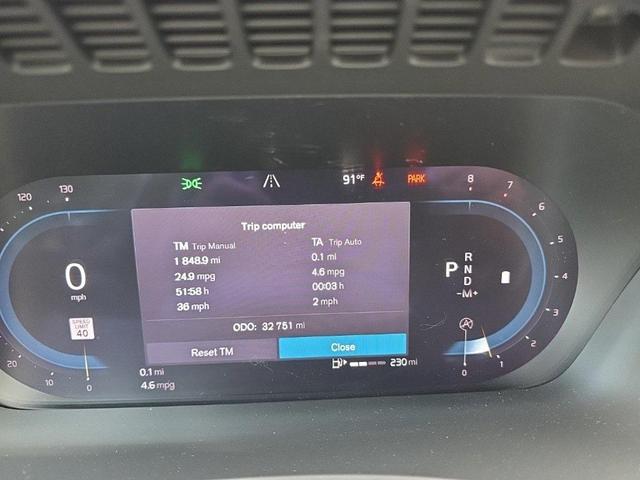 91°F PARK
120 130
8 7 6 5 4 3 2 1 0
Trip computer
TM Trip Manual
1 848.9 mi
24.9 mpg
51:58 h
36 mph
TA Trip Auto
0.1 mi
4.6 mpg
00:03 h
2 mph
ODO: 32 751 mi
Reset TM
Close
0
mph
SPEED
LIMIT
40
20 10 0
P R
N
D
-M+
A
0.1 mi
4.6 mpg
230 mi